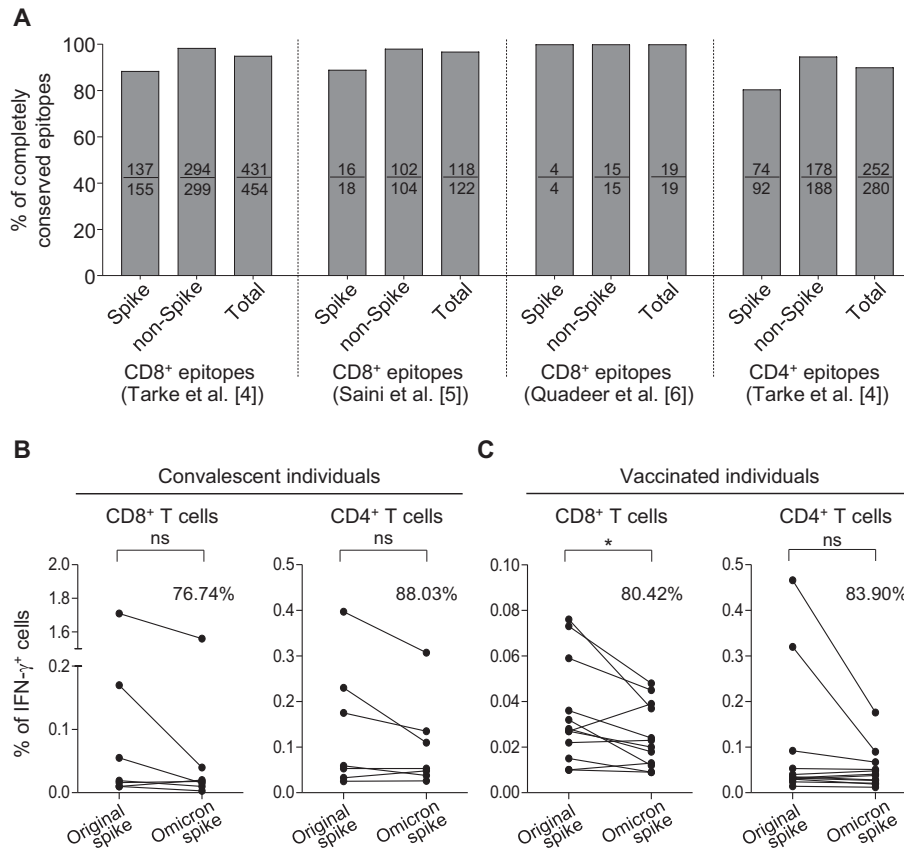 A
% of completely
conserved epitopes
100
80
60
40
20
0
137
155
294
299
431
454
16
18
102
104
118
122
4
4
15
15
19
19
74
92
178
188
252
280
Spike
non-Spike
Total
Spike
non-Spike
Total
Spike
non-Spike
Total
Spike
non-Spike
Total
CD8⁺ epitopes
(Tarke et al. [4])
CD8⁺ epitopes
(Saini et al. [5])
CD8⁺ epitopes
(Quadeer et al. [6])
CD4⁺ epitopes
(Tarke et al. [4])
B
Convalescent individuals
% of IFN-γ⁺ cells
CD8⁺ T cells
ns
76.74%
2.0
1.8
1.6
1.4
0.2
0.1
0.0
Original
spike
Omicron
spike
CD4⁺ T cells
ns
88.03%
0.5
0.4
0.3
0.2
0.1
0.0
Original
spike
Omicron
spike
C
Vaccinated individuals
CD8⁺ T cells
*
80.42%
0.10
0.08
0.06
0.04
0.02
0.00
Original
spike
Omicron
spike
CD4⁺ T cells
ns
83.90%
0.5
0.4
0.3
0.2
0.1
0.0
Original
spike
Omicron
spike